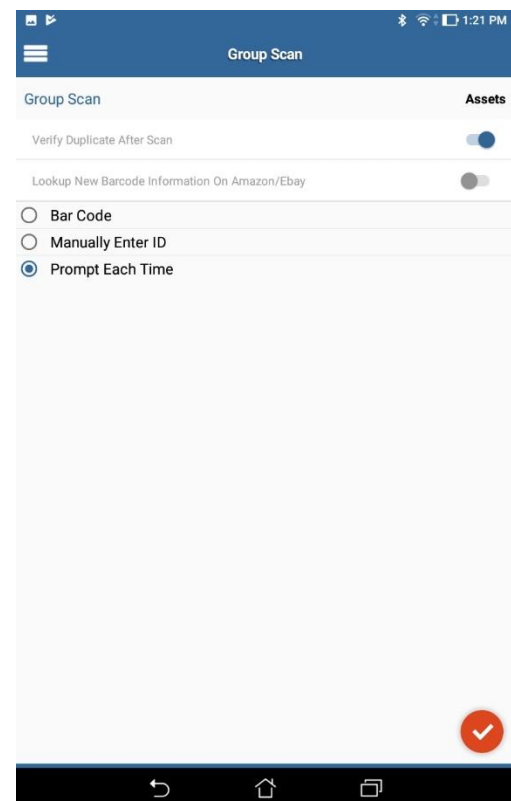 1:21 PM
Group Scan
Group Scan Assets
Verify Duplicate After Scan
Lookup New Barcode Information On Amazon/Ebay
Bar Code
Manually Enter ID
Prompt Each Time